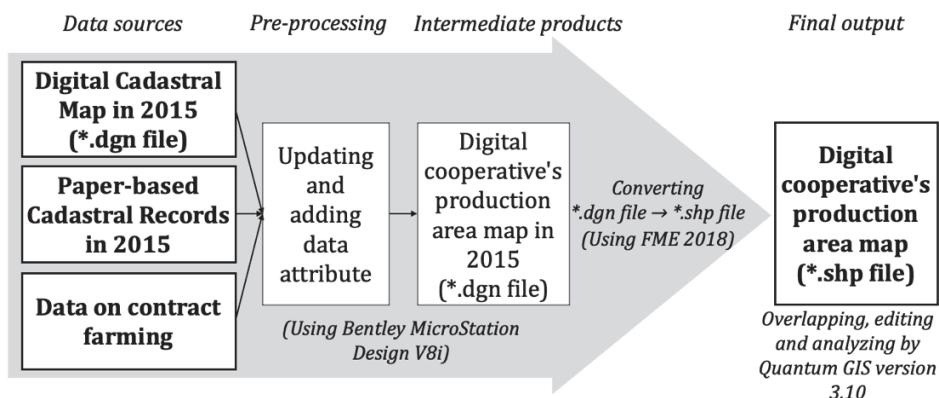 Data sources
Pre-processing
Intermediate products
Final output
Digital Cadastral
Map in 2015
(*.dgn file)
Paper-based
Cadastral Records
in 2015
Data on contract
farming
Updating
and
adding
data
attribute
(Using Bentley MicroStation
Design V8i)
Digital
cooperative's
production
area map in
2015
(*.dgn file)
Converting
*.dgn file → *.shp file
(Using FME 2018)
Digital
cooperative's
production
area map
(*.shp file)
Overlapping, editing
and analyzing by
Quantum GIS version
3.10